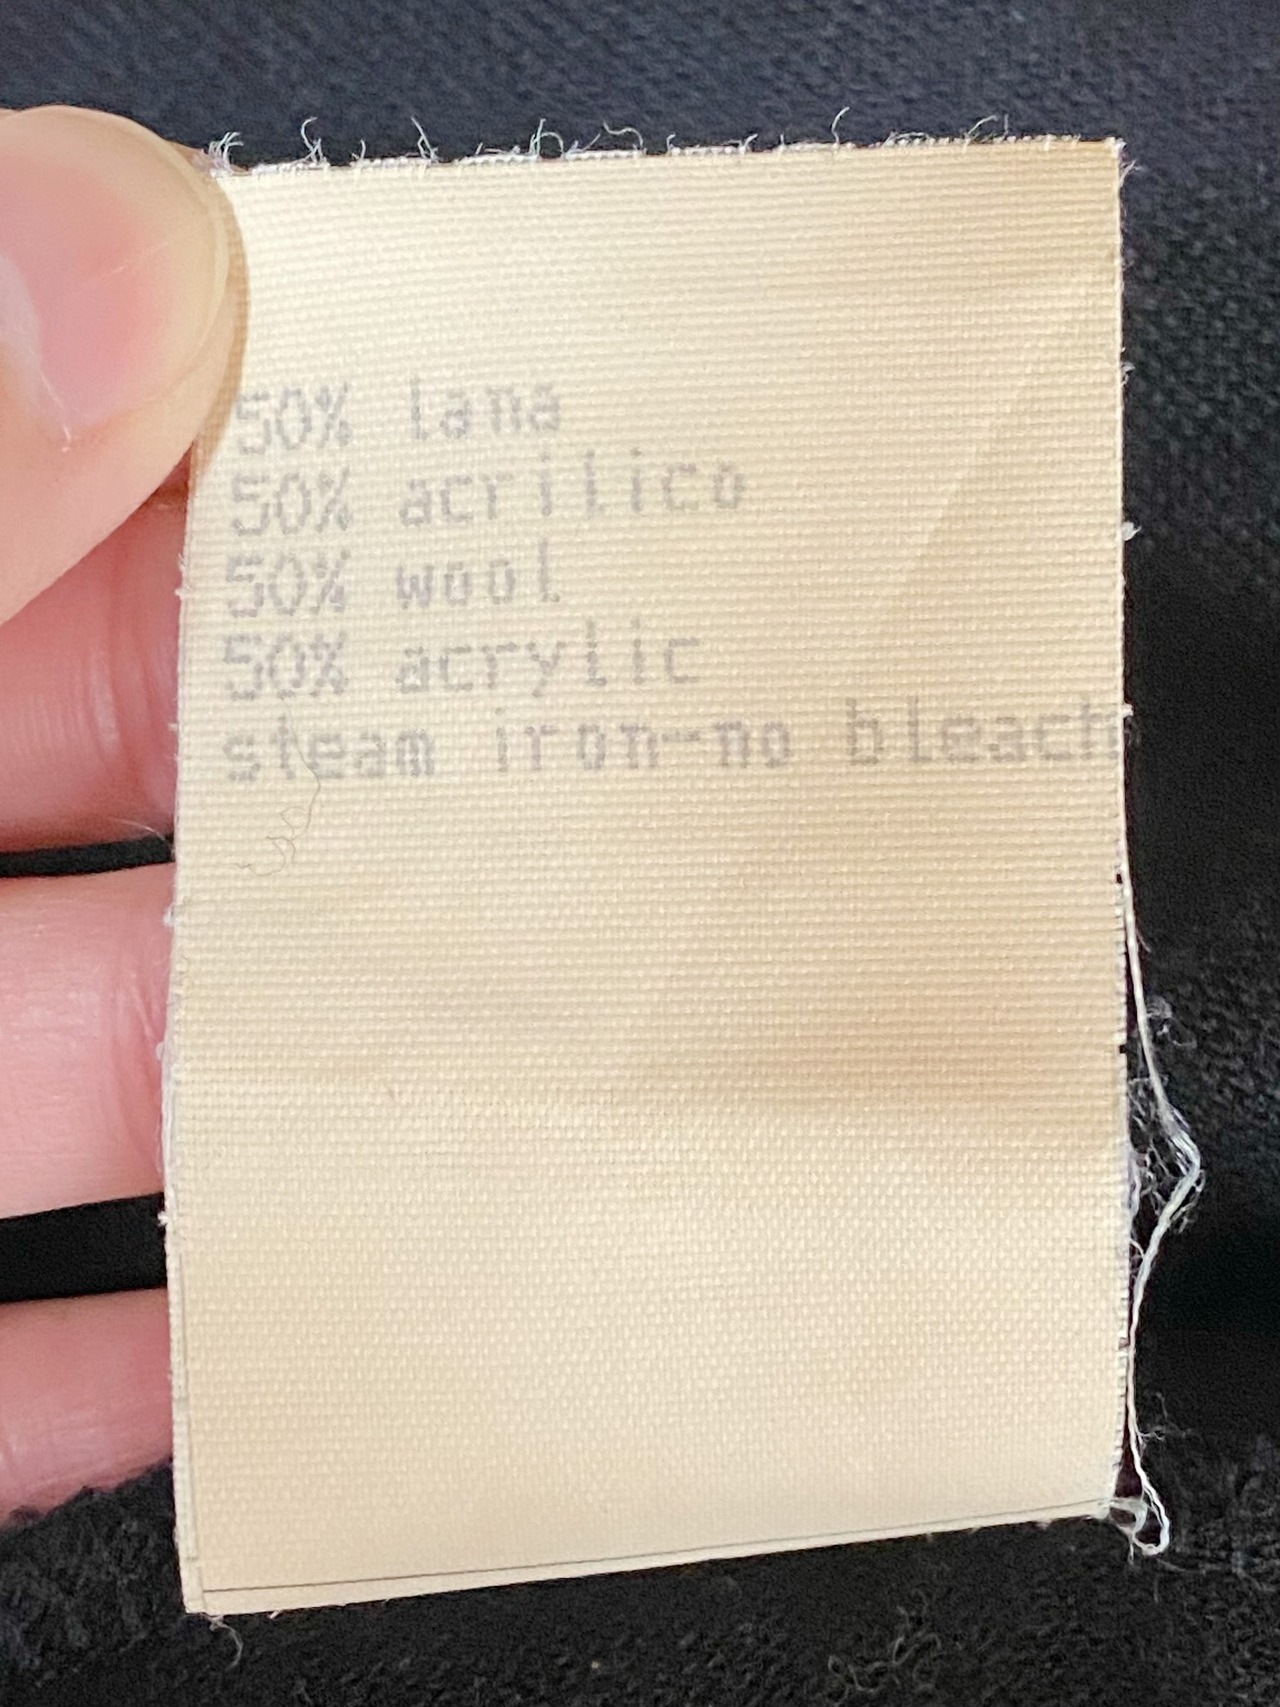 50% lana
50% acrilico
50% wool
50% acrylic
steam iron-no bleach